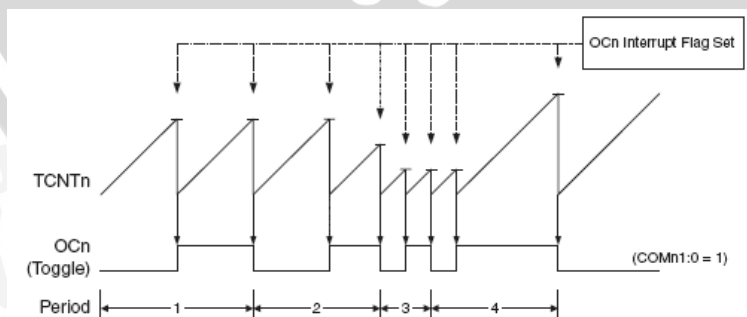 OCn Interrupt Flag Set
TCNTn
OCn
(Toggle)
(COMn1:0 = 1)
Period
1
2
3
4